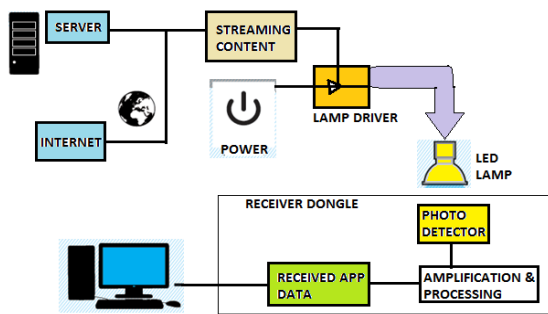 SERVER
STREAMING
CONTENT
INTERNET
POWER
LAMP DRIVER
LED
LAMP
RECEIVER DONGLE
PHOTO
DETECTOR
RECEIVED APP
DATA
AMPLIFICATION &
PROCESSING